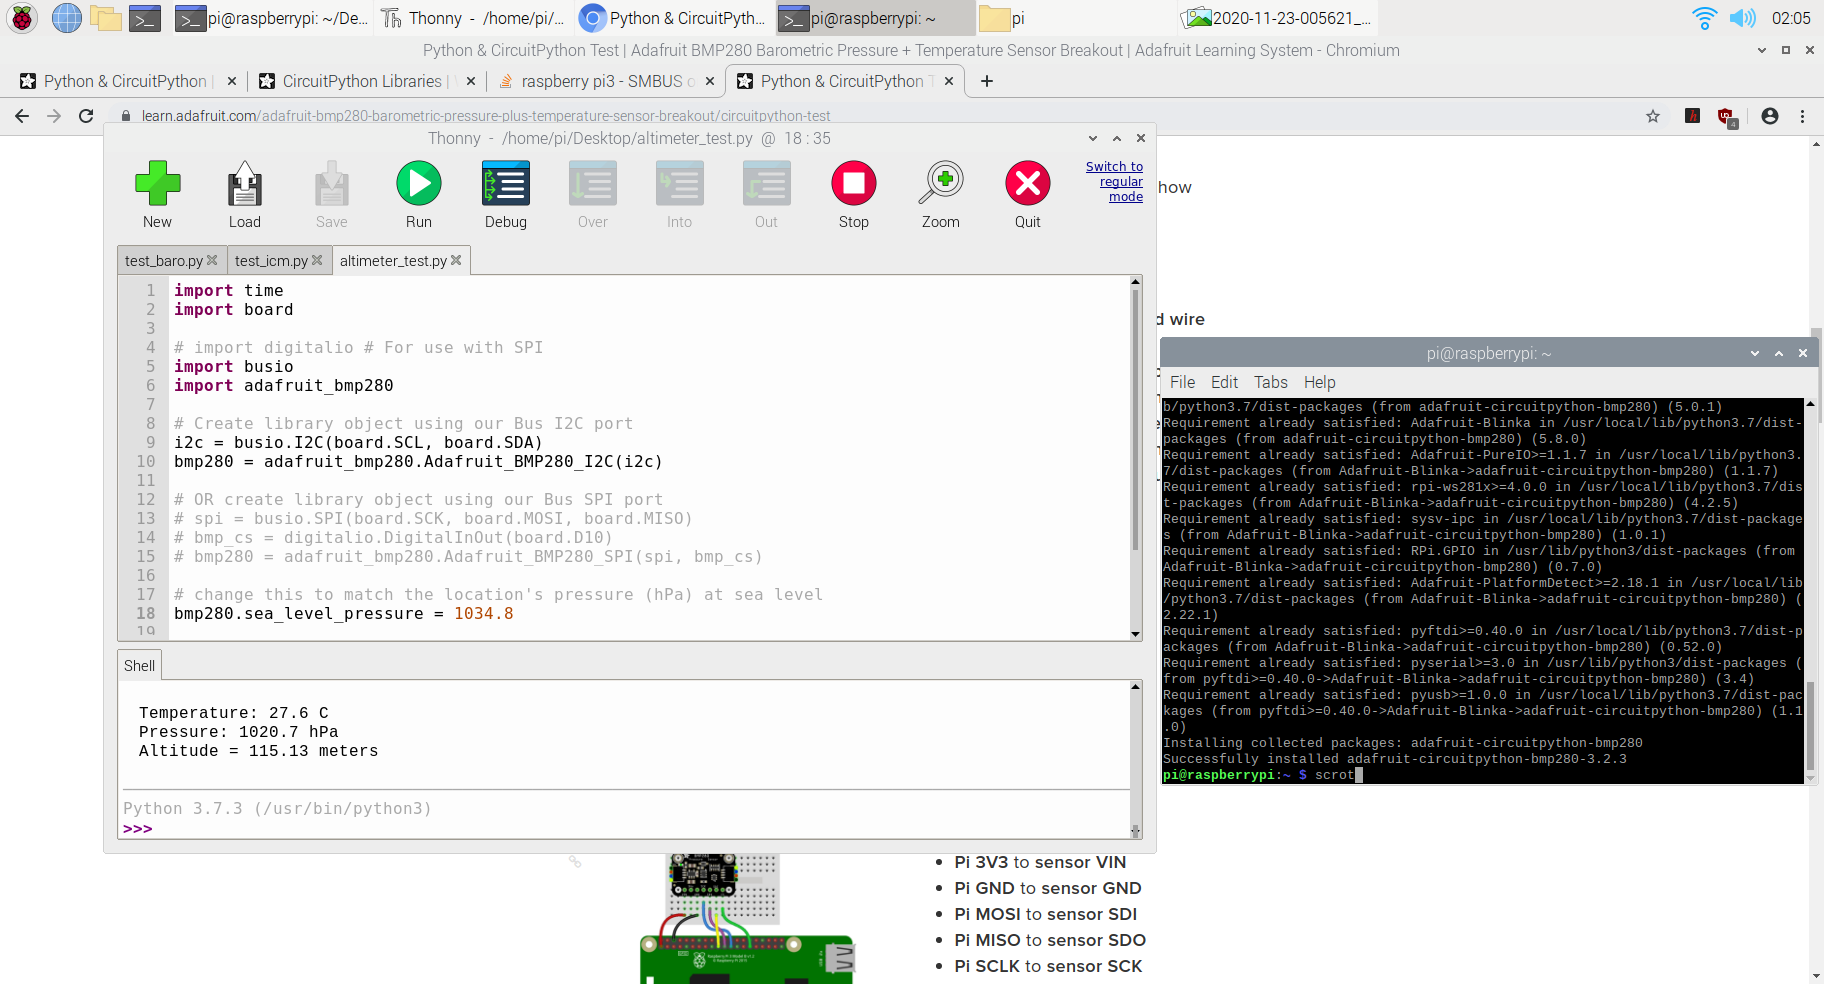 pi@raspberrypi: ~/De...
Thonny - /home/pi/...
Python & CircuitPyth...
pi@raspberrypi: ~
pi
2020-11-23-005621_...
02:05
Python & CircuitPython Test | Adafruit BMP280 Barometric Pressure + Temperature Sensor Breakout | Adafruit Learning System - Chromium
Python & CircuitPython |
CircuitPython Libraries |
raspberry pi3 - SMBUS o
Python & CircuitPython T
learn.adafruit.com/adafruit-bmp280-barometric-pressure-plus-temperature-sensor-breakout/circuitpython-test
4
Thonny - /home/pi/Desktop/altimeter_test.py @ 18 : 35
New
Load
Save
Run
Debug
Over
Into
Out
Stop
Zoom
Quit
Switch to
regular
mode
test_baro.py
test_icm.py
altimeter_test.py
1 import time
2 import board
3
4 # import digitalio # For use with SPI
5 import busio
6 import adafruit_bmp280
7
8 # Create library object using our Bus I2C port
9 i2c = busio.I2C(board.SCL, board.SDA)
10 bmp280 = adafruit_bmp280.Adafruit_BMP280_I2C(i2c)
11
12 # OR create library object using our Bus SPI port
13 # spi = busio.SPI(board.SCK, board.MOSI, board.MISO)
14 # bmp_cs = digitalio.DigitalInOut(board.D10)
15 # bmp280 = adafruit_bmp280.Adafruit_BMP280_SPI(spi, bmp_cs)
16
17 # change this to match the location's pressure (hPa) at sea level
18 bmp280.sea_level_pressure = 1034.8
19
Shell
Temperature: 27.6 C
Pressure: 1020.7 hPa
Altitude = 115.13 meters
Python 3.7.3 (/usr/bin/python3)
>>>
how
d wire
pi@raspberrypi: ~
File Edit Tabs Help
b/python3.7/dist-packages (from adafruit-circuitpython-bmp280) (5.0.1)
Requirement already satisfied: Adafruit-Blinka in /usr/local/lib/python3.7/dist-
packages (from adafruit-circuitpython-bmp280) (5.8.0)
Requirement already satisfied: Adafruit-PureIO>=1.1.7 in /usr/local/lib/python3.
7/dist-packages (from Adafruit-Blinka->adafruit-circuitpython-bmp280) (1.1.7)
Requirement already satisfied: rpi-ws281x>=4.0.0 in /usr/local/lib/python3.7/dis
t-packages (from Adafruit-Blinka->adafruit-circuitpython-bmp280) (4.2.5)
Requirement already satisfied: sysv-ipc in /usr/local/lib/python3.7/dist-package
s (from Adafruit-Blinka->adafruit-circuitpython-bmp280) (1.0.1)
Requirement already satisfied: RPi.GPIO in /usr/lib/python3/dist-packages (from
Adafruit-Blinka->adafruit-circuitpython-bmp280) (0.7.0)
Requirement already satisfied: Adafruit-PlatformDetect>=2.18.1 in /usr/local/lib
/python3.7/dist-packages (from Adafruit-Blinka->adafruit-circuitpython-bmp280) (
2.22.1)
Requirement already satisfied: pyftdi>=0.40.0 in /usr/local/lib/python3.7/dist-p
ackages (from Adafruit-Blinka->adafruit-circuitpython-bmp280) (0.52.0)
Requirement already satisfied: pyserial>=3.0 in /usr/lib/python3/dist-packages (
from pyftdi>=0.40.0->Adafruit-Blinka->adafruit-circuitpython-bmp280) (3.4)
Requirement already satisfied: pyusb>=1.0.0 in /usr/local/lib/python3.7/dist-pac
kages (from pyftdi>=0.40.0->Adafruit-Blinka->adafruit-circuitpython-bmp280) (1.1
.0)
Installing collected packages: adafruit-circuitpython-bmp280
Successfully installed adafruit-circuitpython-bmp280-3.2.3
pi@raspberrypi:~ $ scrot
• Pi 3V3 to sensor VIN
• Pi GND to sensor GND
• Pi MOSI to sensor SDI
• Pi MISO to sensor SDO
• Pi SCLK to sensor SCK